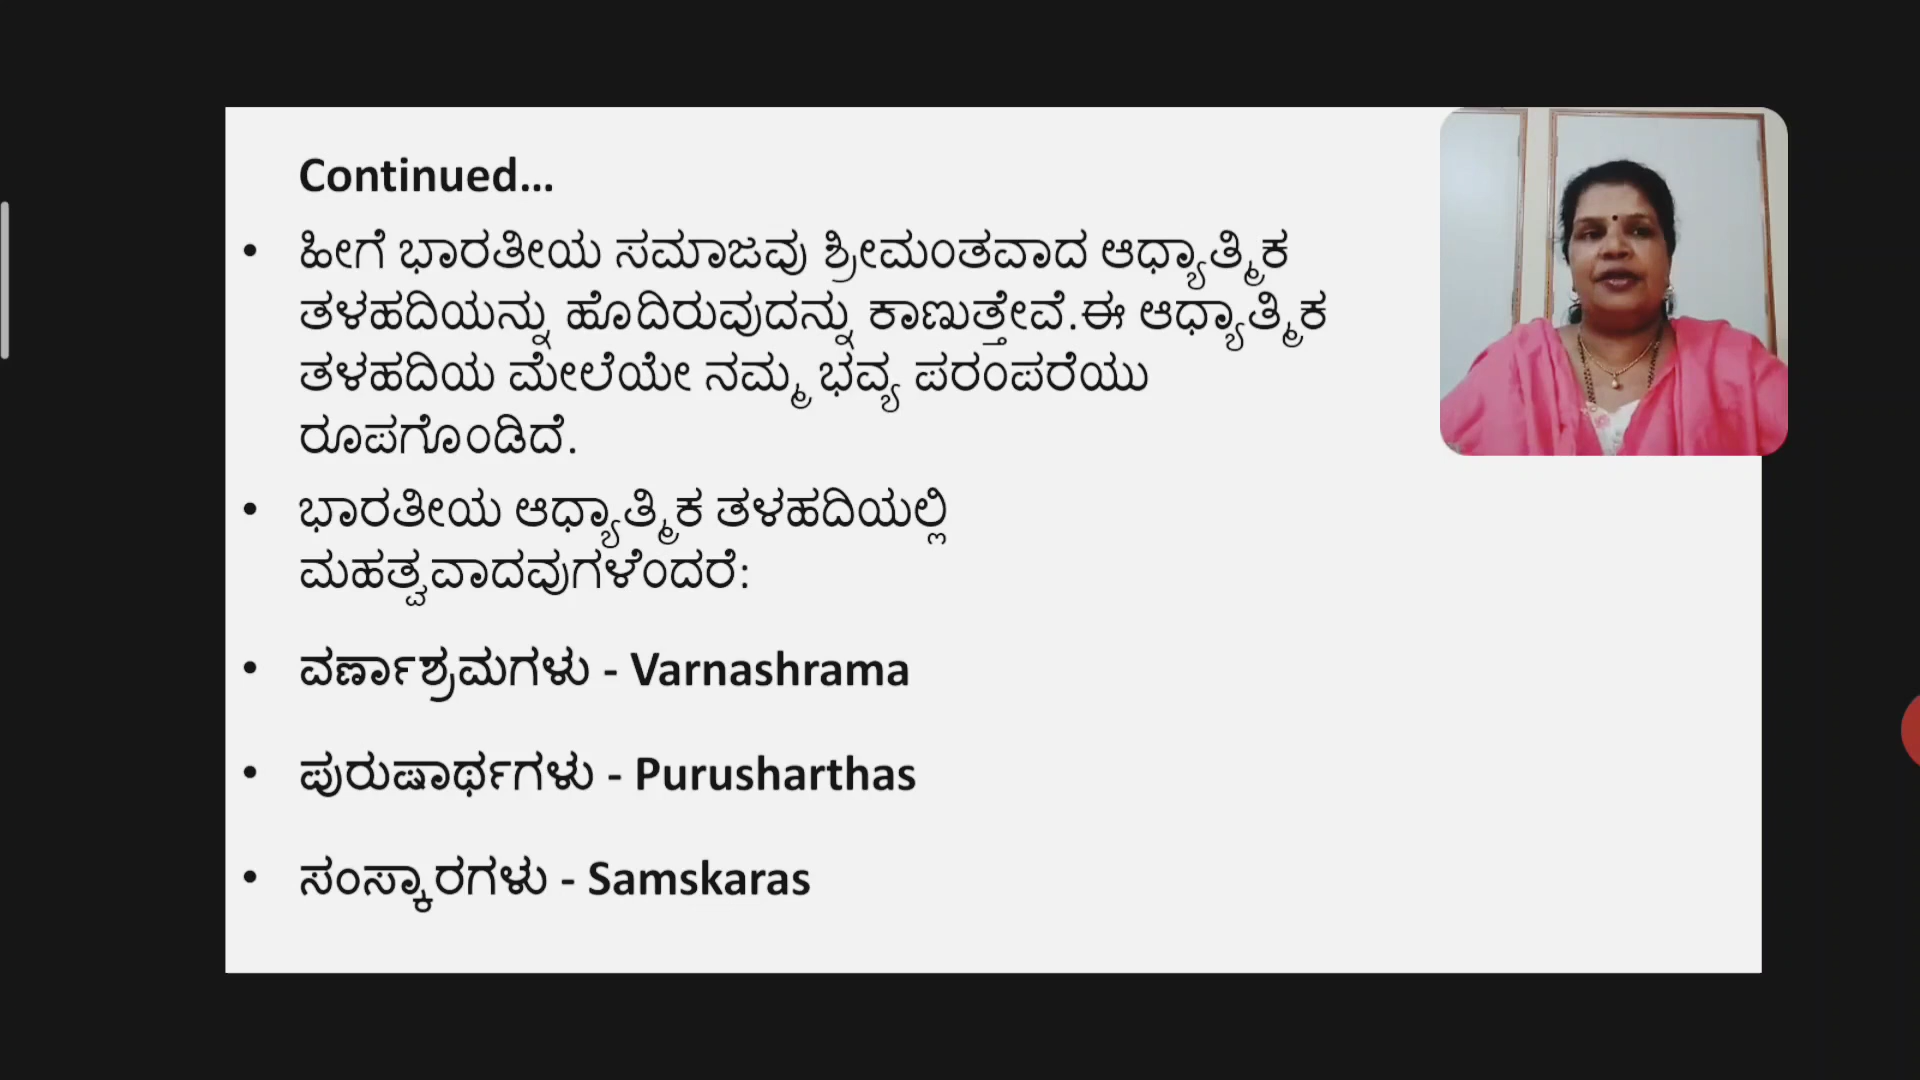 Continued...
• ಹೀಗೆ ಭಾರತೀಯ ಸಮಾಜವು ಶ್ರೀಮಂತವಾದ ಆಧ್ಯಾತ್ಮಿಕ
ತಳಹದಿಯನ್ನು ಹೊದಿರುವುದನ್ನು ಕಾಣುತ್ತೇವೆ.ಈ ಆಧ್ಯಾತ್ಮಿಕ
ತಳಹದಿಯ ಮೇಲೆಯೇ ನಮ್ಮ ಭವ್ಯ ಪರಂಪರೆಯು
ರೂಪಗೊಂಡಿದೆ.
• ಭಾರತೀಯ ಆಧ್ಯಾತ್ಮಿಕ ತಳಹದಿಯಲ್ಲಿ
ಮಹತ್ವವಾದವುಗಳೆಂದರೆ:
• ವರ್ಣಾಶ್ರಮಗಳು - Varnashrama
• ಪುರುಷಾರ್ಥಗಳು - Purusharthas
• ಸಂಸ್ಕಾರಗಳು - Samskaras